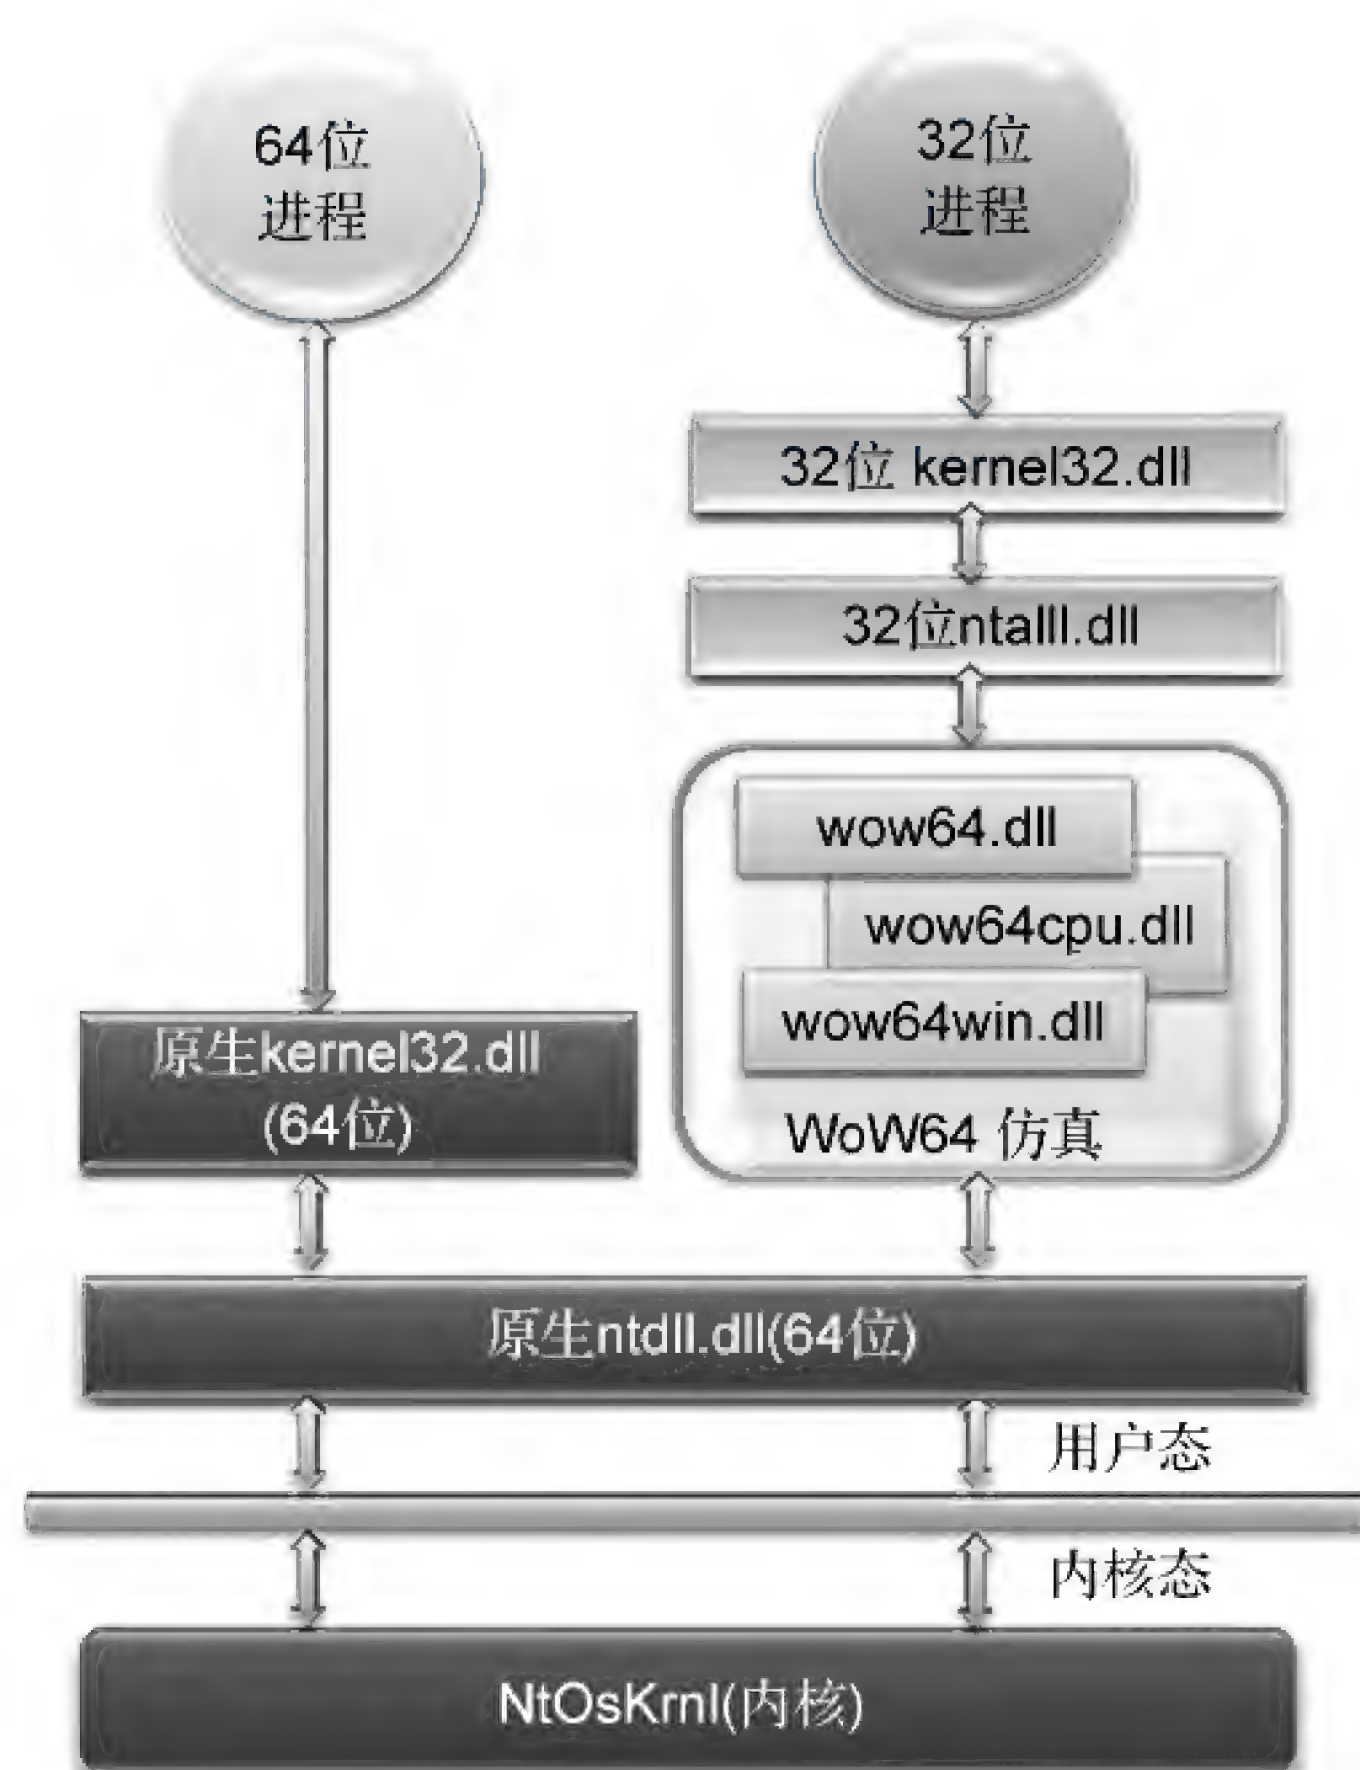 64位
进程
32位
进程
32位 kernel32.dll
32位ntalll.dll
wow64.dll
wow64cpu.dll
wow64win.dll
WoW64 仿真
原生kernel32.dll
(64位)
原生ntdll.dll(64位)
用户态
内核态
NtOsKrnl(内核)